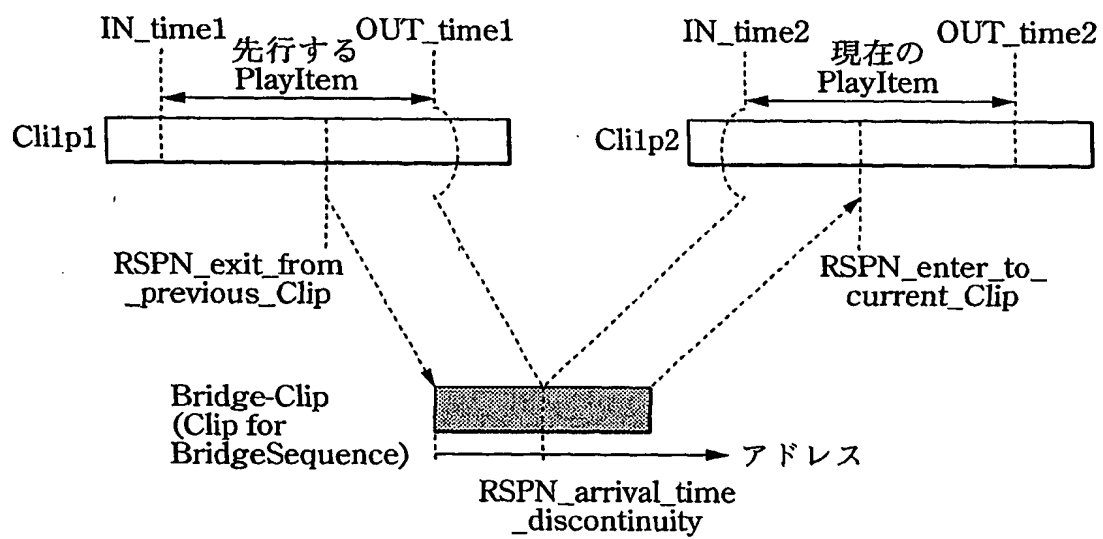 IN_time1
先行する
PlayItem
OUT_time1
IN_time2
現在の
PlayItem
OUT_time2
Cli1p1
Cli1p2
RSPN_exit_from
_previous_Clip
RSPN_enter_to_
current_Clip
Bridge-Clip
(Clip for
BridgeSequence)
アドレス
RSPN_arrival_time
_discontinuity